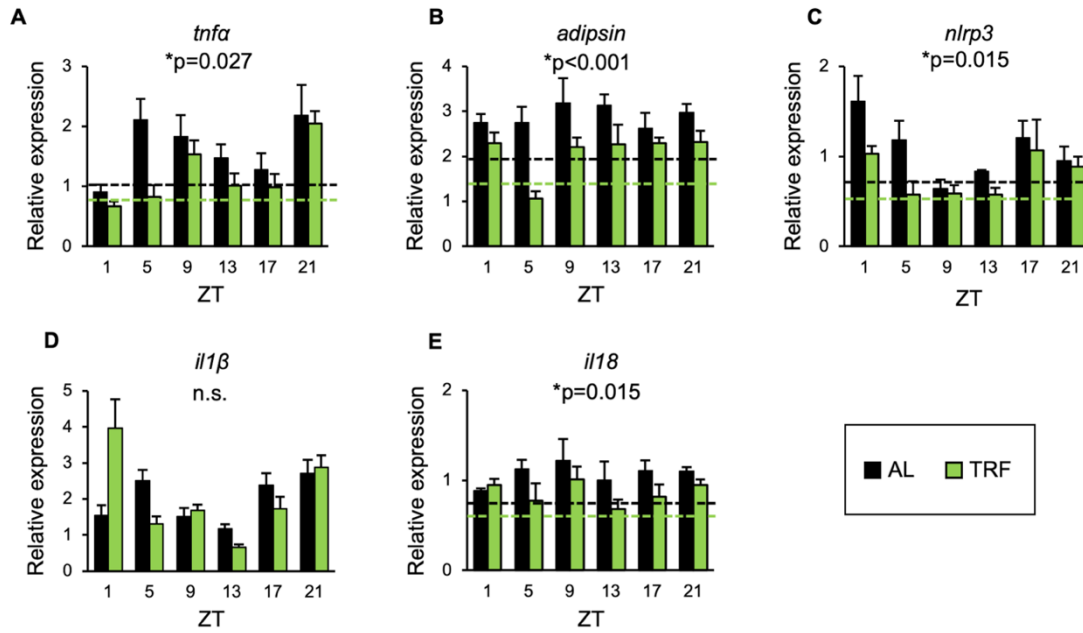 A
tnfα
*p=0.027
Relative expression
3
2
1
0
1 5 9 13 17 21
ZT
B
adipsin
*p<0.001
Relative expression
4
3
2
1
0
1 5 9 13 17 21
ZT
C
nlrp3
*p=0.015
Relative expression
2
1
0
1 5 9 13 17 21
ZT
D
il1β
n.s.
Relative expression
5
4
3
2
1
0
1 5 9 13 17 21
ZT
E
il18
*p=0.015
Relative expression
2
1
0
1 5 9 13 17 21
ZT
AL TRF